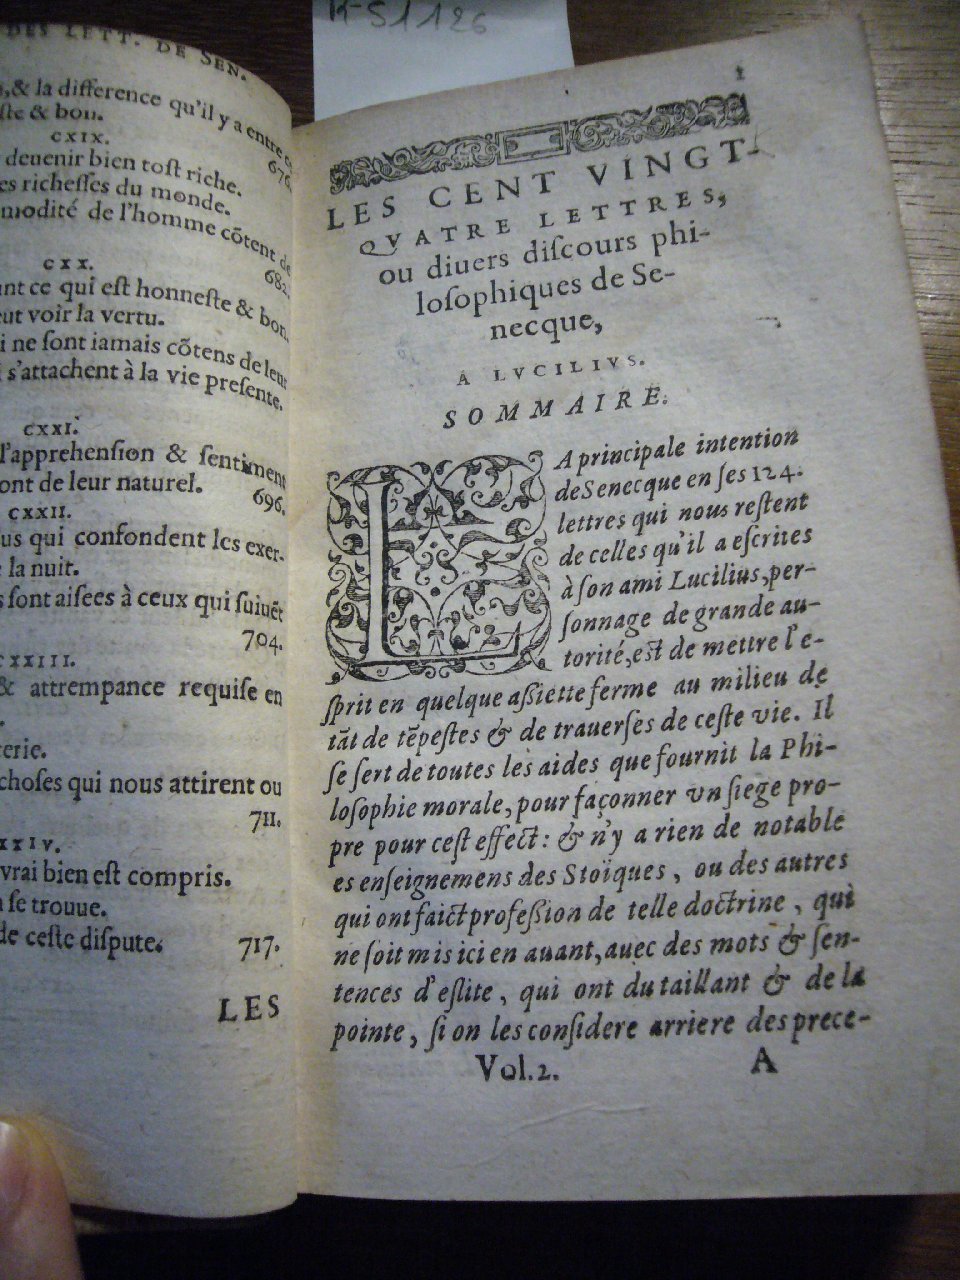 K-51126
DES LETT. DE SEN.
,& la difference qu'il y a entre ce
ste & bon. 676.
CXIX.
deuenir bien tost riche.
es richesses du monde.
modité de l'homme cõtent de
682.
CXX.
nt ce qui est honneste & bon.
eut voir la vertu.
i ne sont iamais cõtens de leur
s'attachent à la vie presente.
CXXI.
l'apprehension & sentiment
ont de leur naturel. 696.
CXXII.
us qui confondent les exer-
la nuit.
s sont aisees à ceux qui suiuẽt
704.
CXXIII.
& attrempance requise en
erie.
choses qui nous attirent ou
711.
XXIV.
vrai bien est compris.
se trouue.
de ceste dispute. 717.
LES
1
LES CENT VINGT-
QVATRE LETTRES,
ou diuers discours phi-
losophiques de Se-
necque,
A LVCILIVS.
SOMMAIRE.
LA principale intention
de Senecque en ses 124.
lettres qui nous restent
de celles qu'il a escrites
à son ami Lucilius, per-
sonnage de grande au-
torité, est de mettre l'e-
sprit en quelque assiette ferme au milieu de
tãt de tẽpestes & de trauerses de ceste vie. Il
se sert de toutes les aides que fournit la Phi-
losophie morale, pour façonner vn siege pro-
pre pour cest effect: & n'y a rien de notable
es enseignemens des Stoïques, ou des autres
qui ont faict profession de telle doctrine, qui
ne soit mis ici en auant, auec des mots & sen-
tences d'eslite, qui ont du taillant & de la
pointe, si on les considere arriere des prece-
Vol.2. A